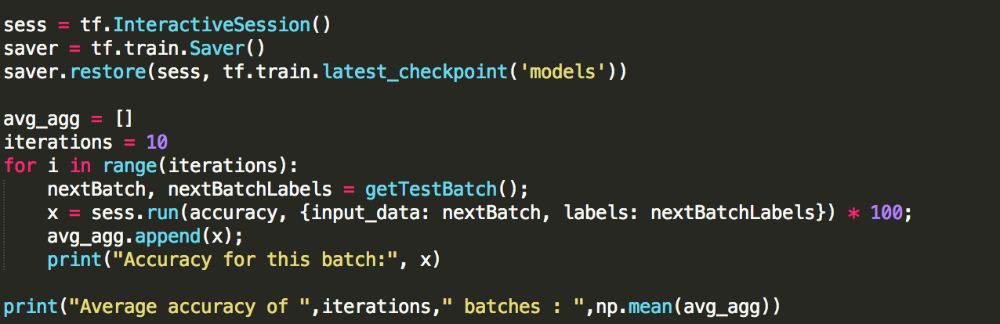 sess = tf.InteractiveSession()
saver = tf.train.Saver()
saver.restore(sess, tf.train.latest_checkpoint('models'))

avg_agg = []
iterations = 10
for i in range(iterations):
    nextBatch, nextBatchLabels = getTestBatch();
    x = sess.run(accuracy, {input_data: nextBatch, labels: nextBatchLabels}) * 100;
    avg_agg.append(x);
    print("Accuracy for this batch:", x)

print("Average accuracy of ",iterations," batches : ",np.mean(avg_agg))